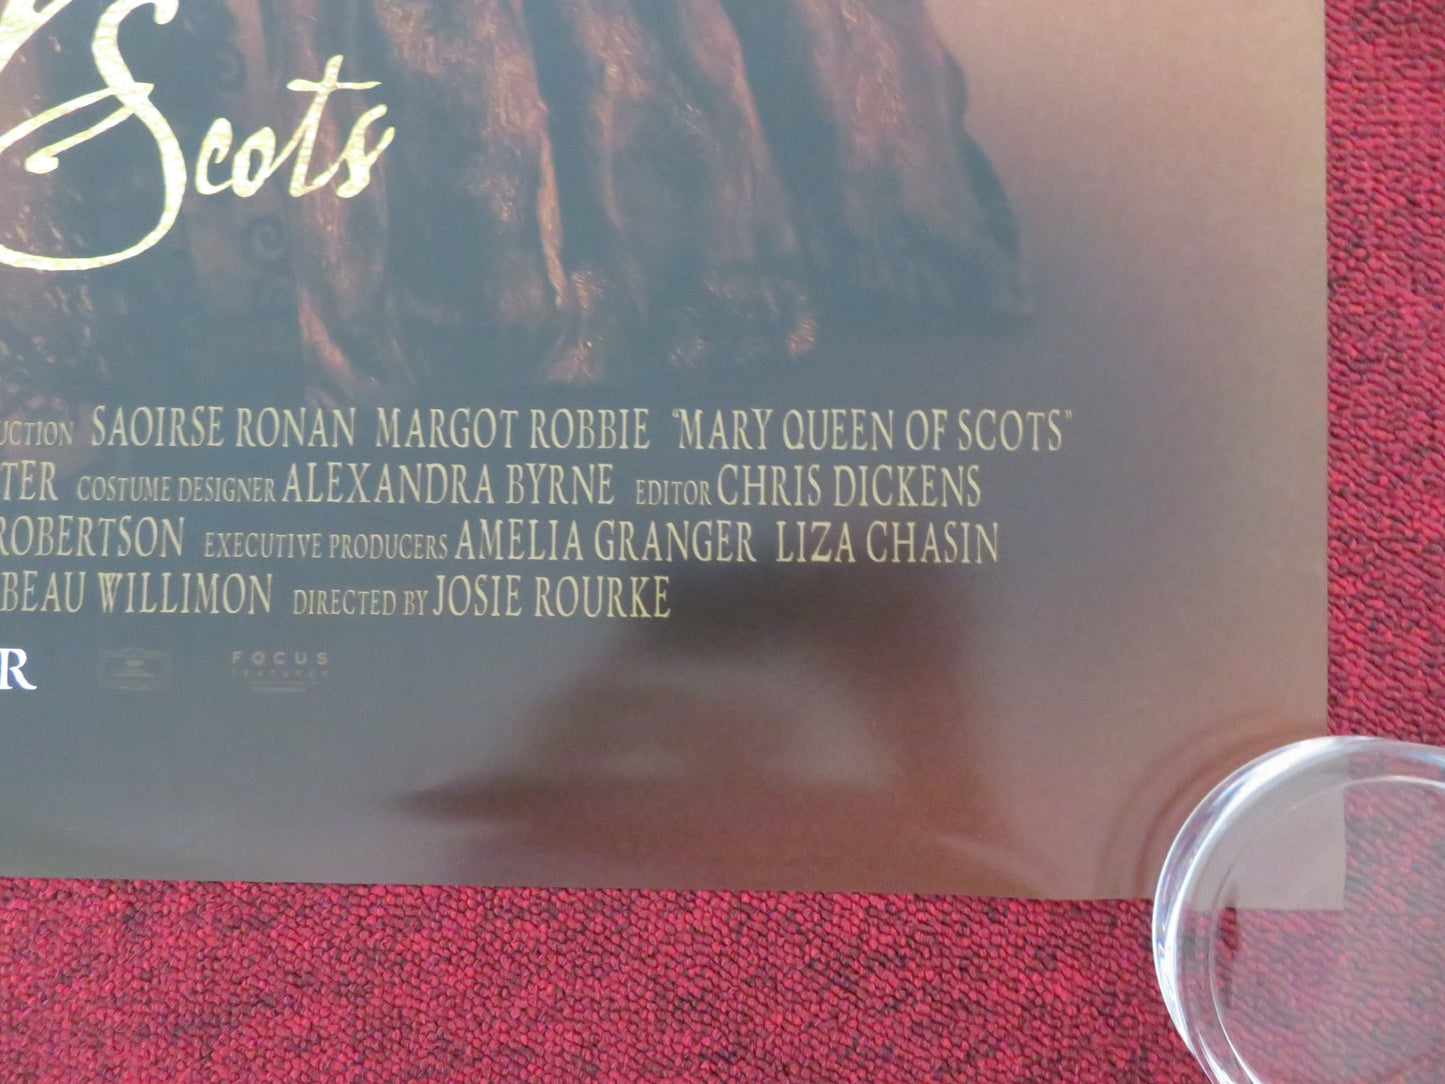 Scots
UCTION SAOIRSE RONAN MARGOT ROBBIE "MARY QUEEN OF SCOTS"
TER COSTUME DESIGNER ALEXANDRA BYRNE EDITOR CHRIS DICKENS
ROBERTSON EXECUTIVE PRODUCERS AMELIA GRANGER LIZA CHASIN
BEAU WILLIMON DIRECTED BY JOSIE ROURKE
R FOCUS
FEATURES